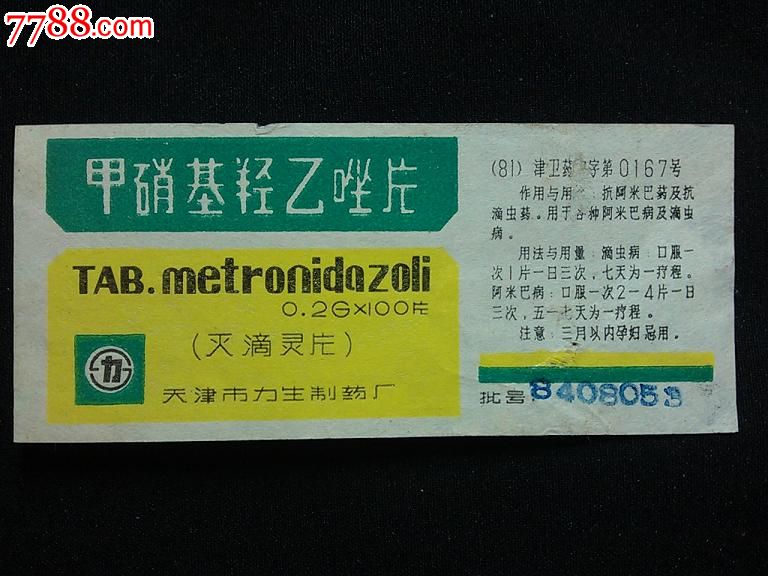 7788.com
中国收藏热线
甲硝基羟乙唑片
TAB. metronidazoli
0.2G×100片
(灭滴灵片)
力
天津市力生制药厂
(81) 津卫药 字第0167号
作用与用 :抗阿米巴药及抗
滴虫药。用于各种阿米巴病及滴虫
病。
用法与用量:滴虫病:口服一
次1片一日三次,七天为一疗程。
阿米巴病:口服一次2-4片一日
三次,五-七天为一疗程。
注意:三月以内孕妇忌用。
批号 840805